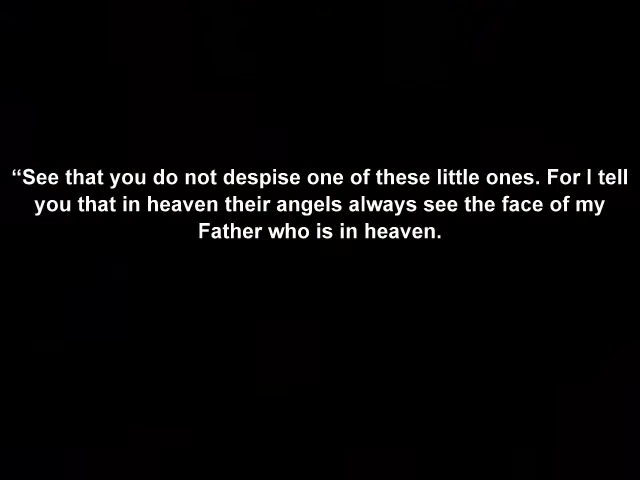 “See that you do not despise one of these little ones. For I tell
you that in heaven their angels always see the face of my
Father who is in heaven.